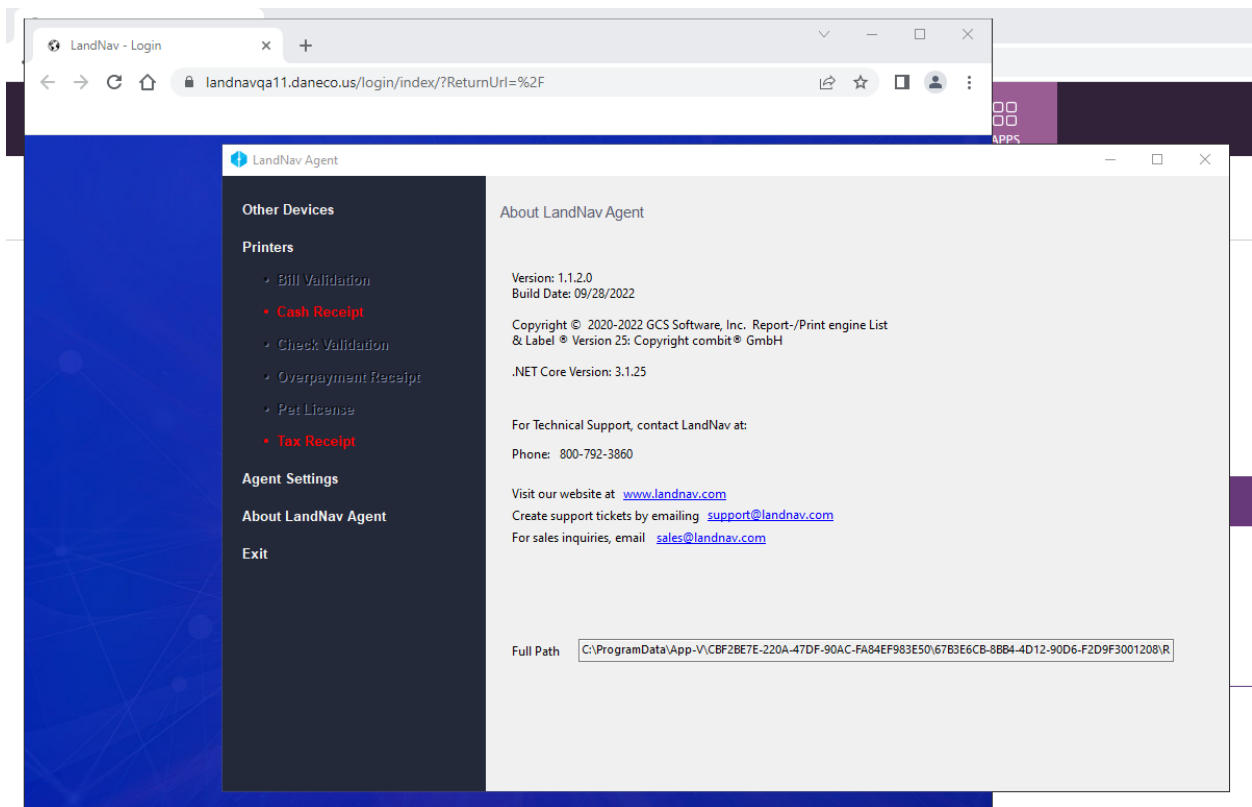 LandNav - Login
landnavqa11.daneco.us/login/index/?ReturnUrl=%2F
APPS
LandNav Agent
Other Devices
Printers
• Bill Validation
• Cash Receipt
• Check Validation
• Overpayment Receipt
• Pet License
• Tax Receipt
Agent Settings
About LandNav Agent
Exit
About LandNav Agent
Version: 1.1.2.0
Build Date: 09/28/2022
Copyright © 2020-2022 GCS Software, Inc. Report-/Print engine List
& Label ® Version 25: Copyright combit® GmbH
.NET Core Version: 3.1.25
For Technical Support, contact LandNav at:
Phone: 800-792-3860
Visit our website at www.landnav.com
Create support tickets by emailing support@landnav.com
For sales inquiries, email sales@landnav.com
Full Path C:\ProgramData\App-V\CBF2BE7E-220A-47DF-90AC-FA84EF983E50\67B3E6CB-8BB4-4D12-90D6-F2D9F3001208\R